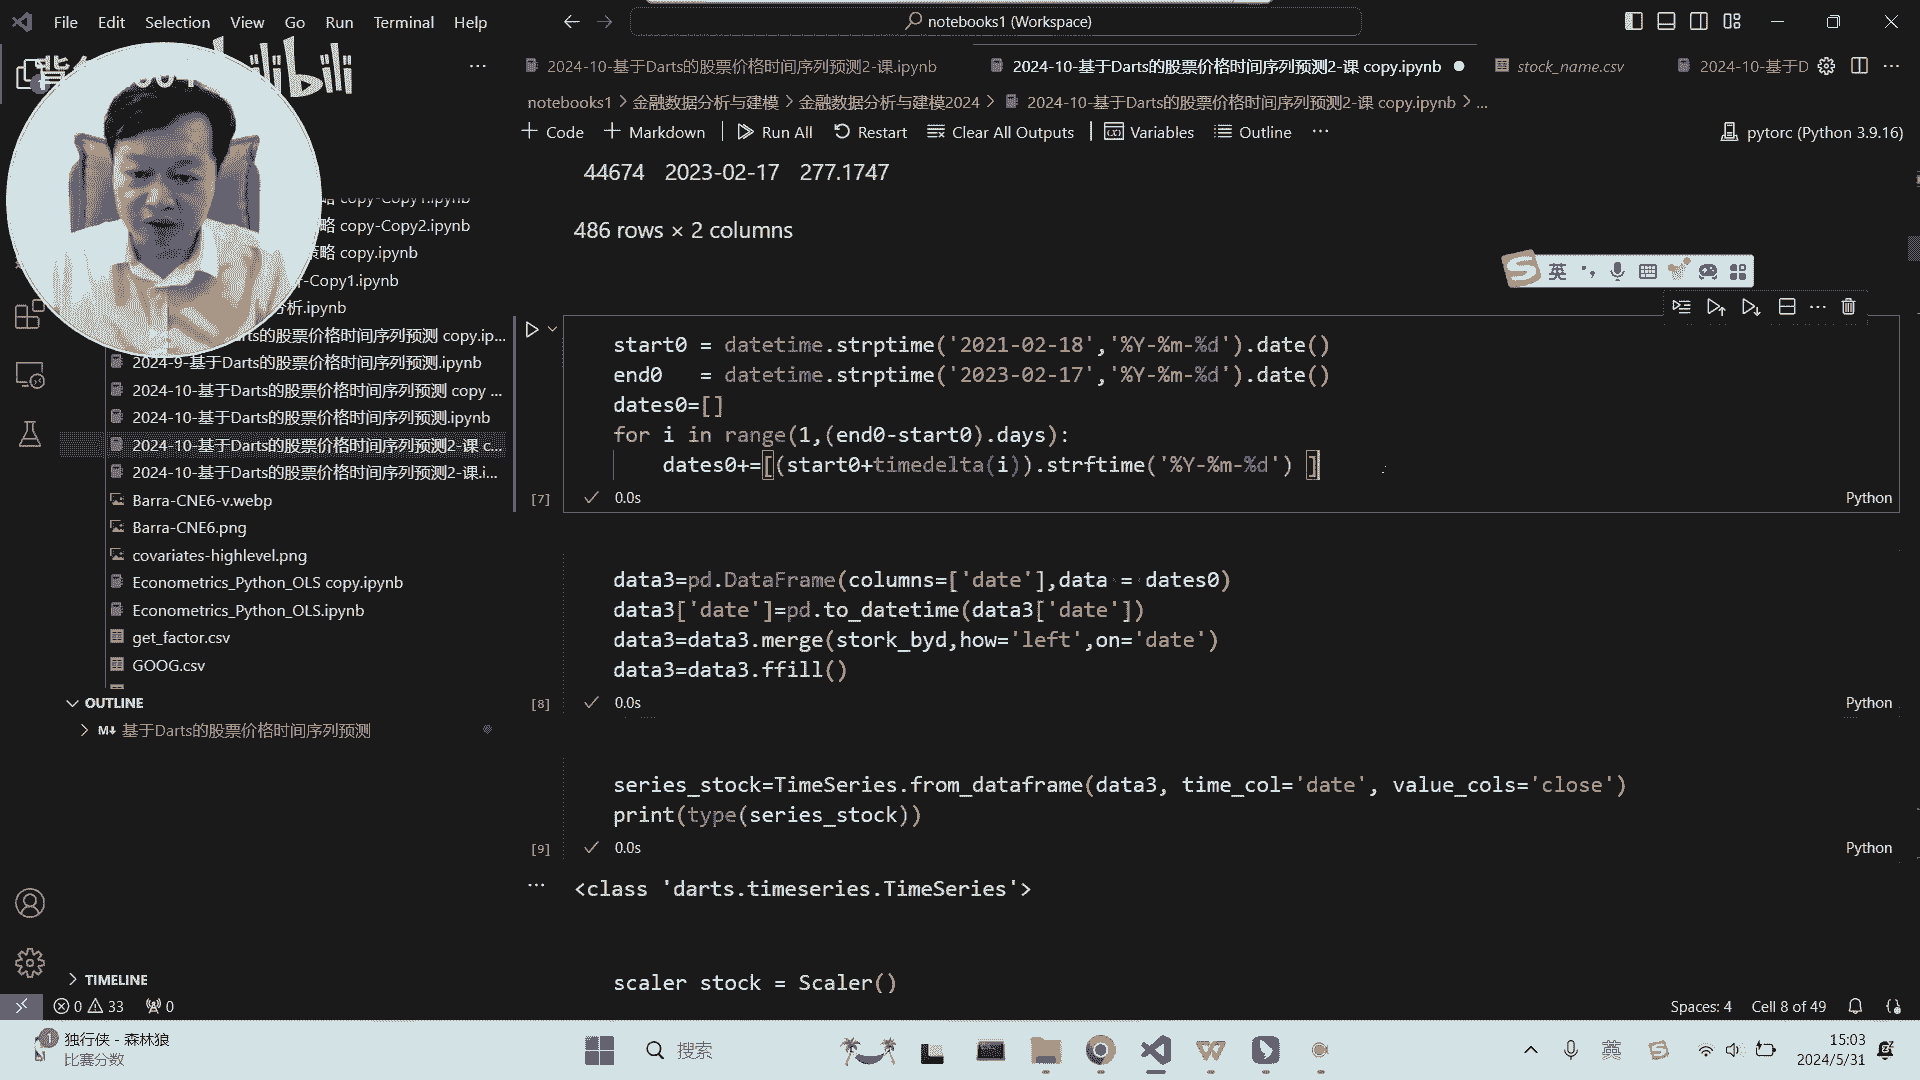 File Edit Selection View Go Run Terminal Help
notebooks1 (Workspace)
bilibili
2024-10-基于Darts的股票价格时间序列预测2-课.ipynb
2024-10-基于Darts的股票价格时间序列预测2-课 copy.ipynb
stock_name.csv
2024-10-基于D
notebooks1 > 金融数据分析与建模 > 金融数据分析与建模2024 > 2024-10-基于Darts的股票价格时间序列预测2-课 copy.ipynb > ...
+ Code + Markdown Run All Restart Clear All Outputs Variables Outline ...
pytorc (Python 3.9.16)
44674 2023-02-17 277.1747
486 rows × 2 columns
英
start0 = datetime.strptime('2021-02-18','%Y-%m-%d').date()
end0 = datetime.strptime('2023-02-17','%Y-%m-%d').date()
dates0=[]
for i in range(1,(end0-start0).days):
dates0+=[(start0+timedelta(i)).strftime('%Y-%m-%d') ]
[7] 0.0s Python
data3=pd.DataFrame(columns=['date'],data = dates0)
data3['date']=pd.to_datetime(data3['date'])
data3=data3.merge(stork_byd,how='left',on='date')
data3=data3.ffill()
[8] 0.0s Python
series_stock=TimeSeries.from_dataframe(data3, time_col='date', value_cols='close')
print(type(series_stock))
[9] 0.0s Python
<class 'darts.timeseries.TimeSeries'>
scaler stock = Scaler()
略 copy-Copy1.ipynb
略 copy-Copy2.ipynb
策略 copy.ipynb
-Copy1.ipynb
分析.ipynb
Darts的股票价格时间序列预测 copy.ip...
2024-9-基于Darts的股票价格时间序列预测.ipynb
2024-10-基于Darts的股票价格时间序列预测 copy ...
2024-10-基于Darts的股票价格时间序列预测.ipynb
2024-10-基于Darts的股票价格时间序列预测2-课 c...
2024-10-基于Darts的股票价格时间序列预测2-课.i...
Barra-CNE6-v.webp
Barra-CNE6.png
covariates-highlevel.png
Econometrics_Python_OLS copy.ipynb
Econometrics_Python_OLS.ipynb
get_factor.csv
GOOG.csv
OUTLINE
基于Darts的股票价格时间序列预测
TIMELINE
0 33 0
Spaces: 4 Cell 8 of 49
独行侠 - 森林狼
比赛分数
搜索
英
15:03
2024/5/31